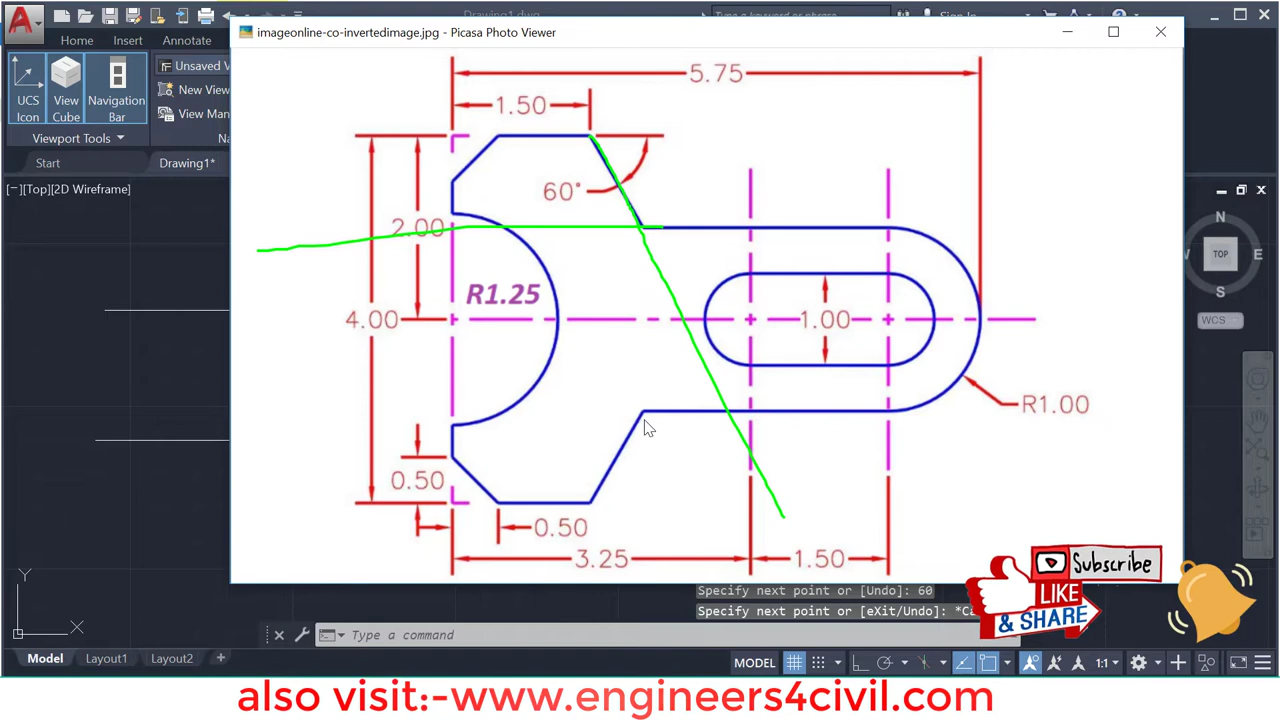 Drawing1.dwg
Sign In
imageonline-co-invertedimage.jpg - Picasa Photo Viewer
Home
Insert
Annotate
UCS
Icon
View
Cube
Navigation
Bar
Unsaved V
New View
View Man
Viewport Tools
Start
Drawing1*
[−][Top][2D Wireframe]
5.75
1.50
60°
2.00
R1.25
4.00
1.00
R1.00
0.50
0.50
3.25
1.50
N
W
TOP
E
S
WCS
Y
X
Specify next point or [Undo]: 60
Specify next point or [eXit/Undo]: *Ca
Type a command
Subscribe
LIKE
& SHARE
Model
Layout1
Layout2
MODEL
1:1
also visit:-www.engineers4civil.com